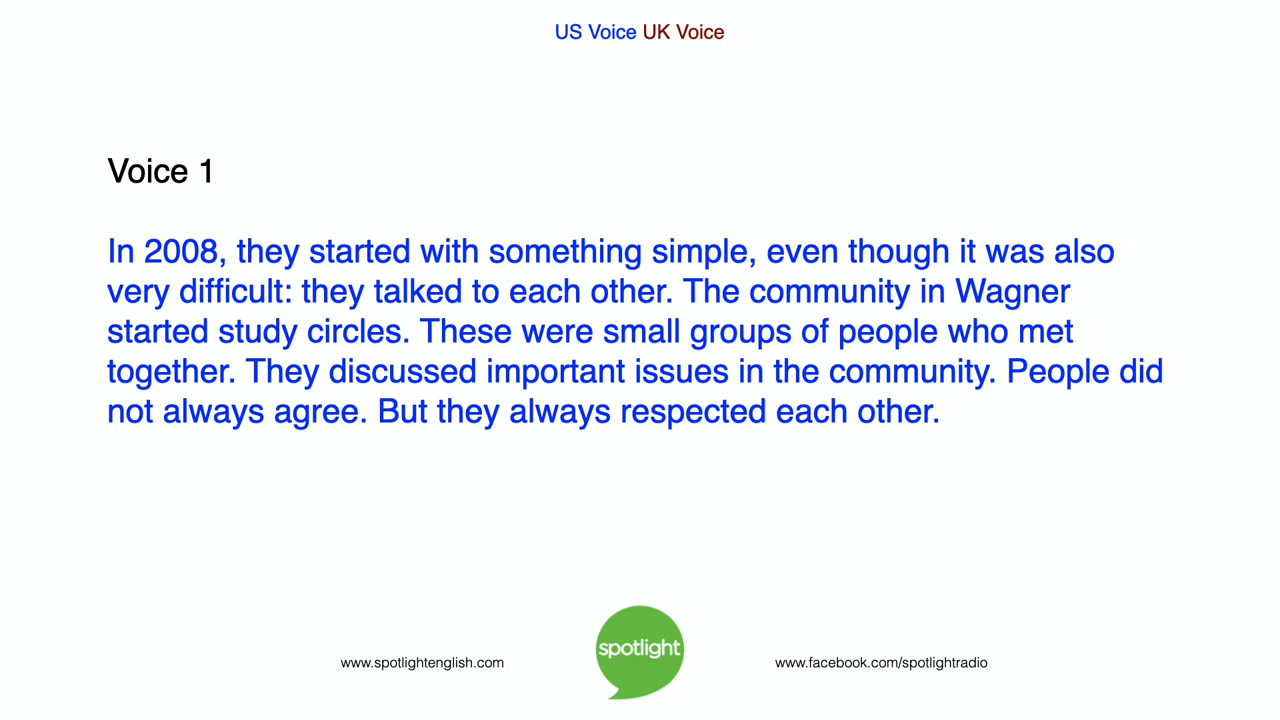 US Voice UK Voice
Voice 1
In 2008, they started with something simple, even though it was also
very difficult: they talked to each other. The community in Wagner
started study circles. These were small groups of people who met
together. They discussed important issues in the community. People did
not always agree. But they always respected each other.
www.spotlightenglish.com
spotlight
www.facebook.com/spotlightradio